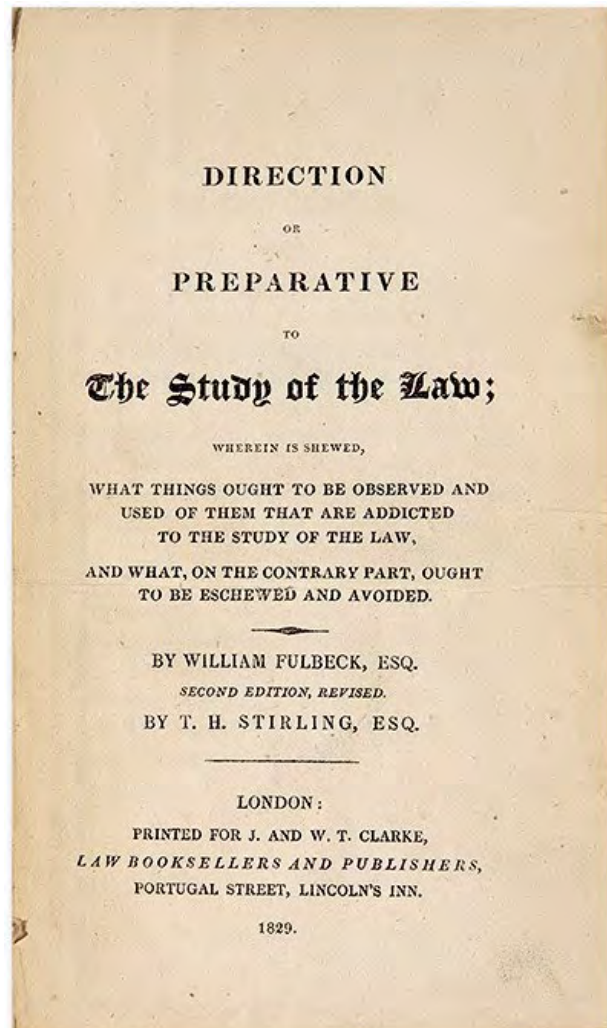 DIRECTION
OR
PREPARATIVE
TO
The Study of the Law;
WHEREIN IS SHEWED,
WHAT THINGS OUGHT TO BE OBSERVED AND
USED OF THEM THAT ARE ADDICTED
TO THE STUDY OF THE LAW,
AND WHAT, ON THE CONTRARY PART, OUGHT
TO BE ESCHEWED AND AVOIDED.
BY WILLIAM FULBECK, ESQ.
SECOND EDITION, REVISED.
BY T. H. STIRLING, ESQ.
LONDON:
PRINTED FOR J. AND W. T. CLARKE,
LAW BOOKSELLERS AND PUBLISHERS,
PORTUGAL STREET, LINCOLN'S INN.
1829.